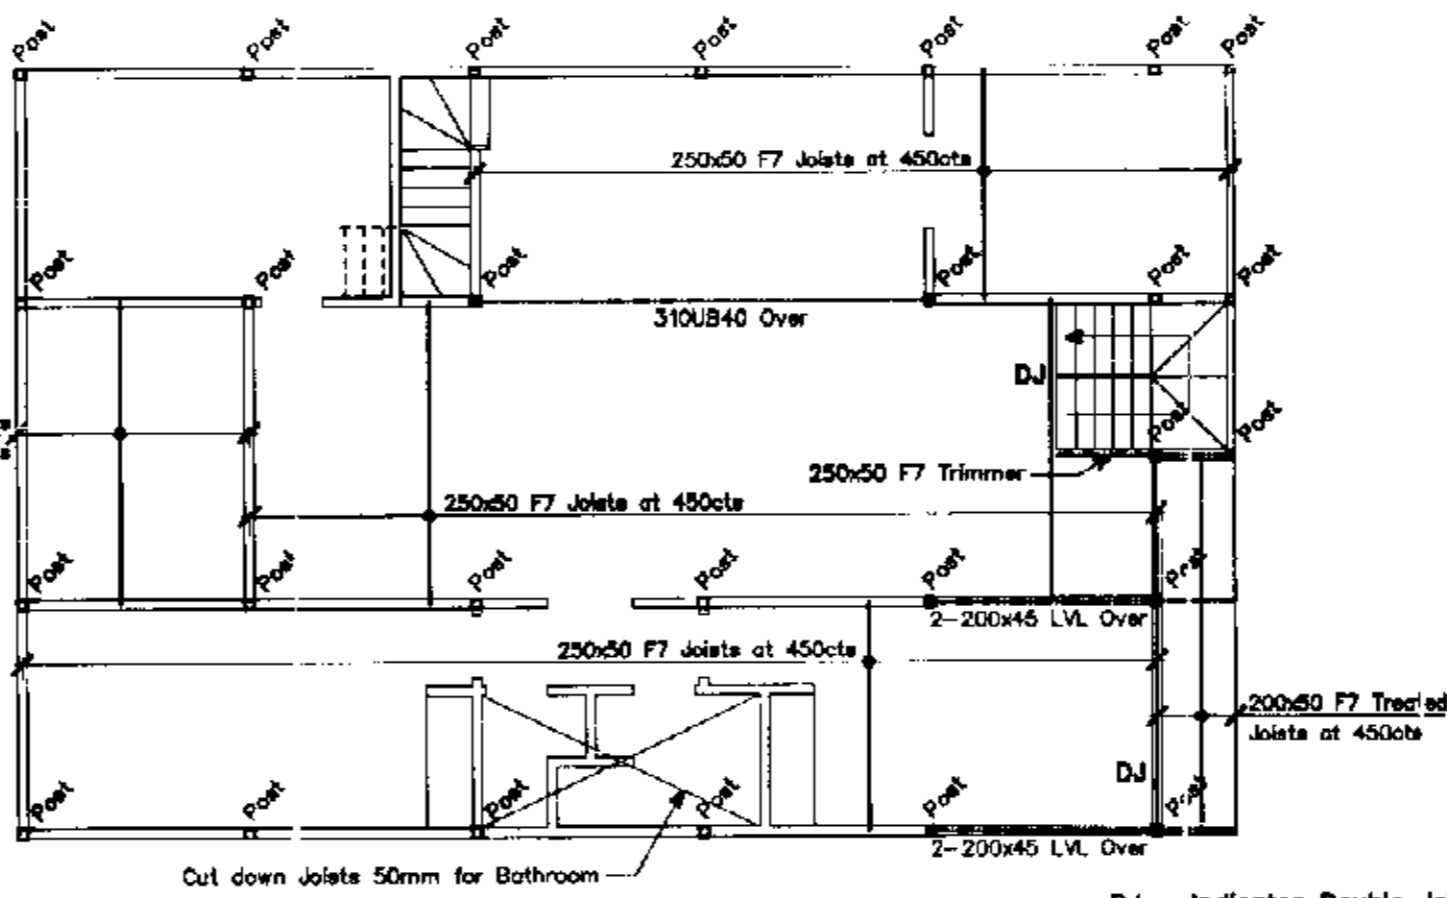 Post Post Post Post Post Post Post
250x50 F7 Joists at 450cts
Post Post Post Post Post Post
310UB40 Over
DJ
Post Post
250x50 F7 Trimmer
250x50 F7 Joists at 450cts
Post Post Post Post Post Post
2-200x45 LVL Over
250x50 F7 Joists at 450cts
200x50 F7 Treated
Joists at 450cts
DJ
Post Post Post Post Post
2-200x45 LVL Over
Cut down Joists 50mm for Bathroom